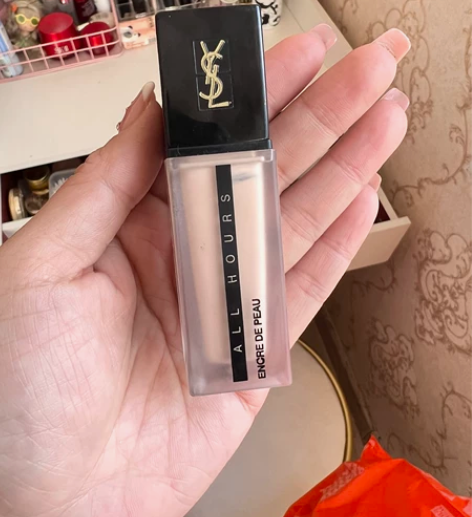 YSL
ALL HOURS
ENCRE DE PEAU